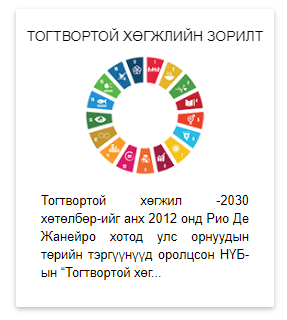 ТОГТВОРТОЙ ХӨГЖЛИЙН ЗОРИЛТ
Тогтвортой хөгжил -2030
хөтөлбөр-ийг анх 2012 онд Рио Де
Жанейро хотод улс орнуудын
төрийн тэргүүнүүд оролцсон НҮБ-
ын “Тогтвортой хөг...